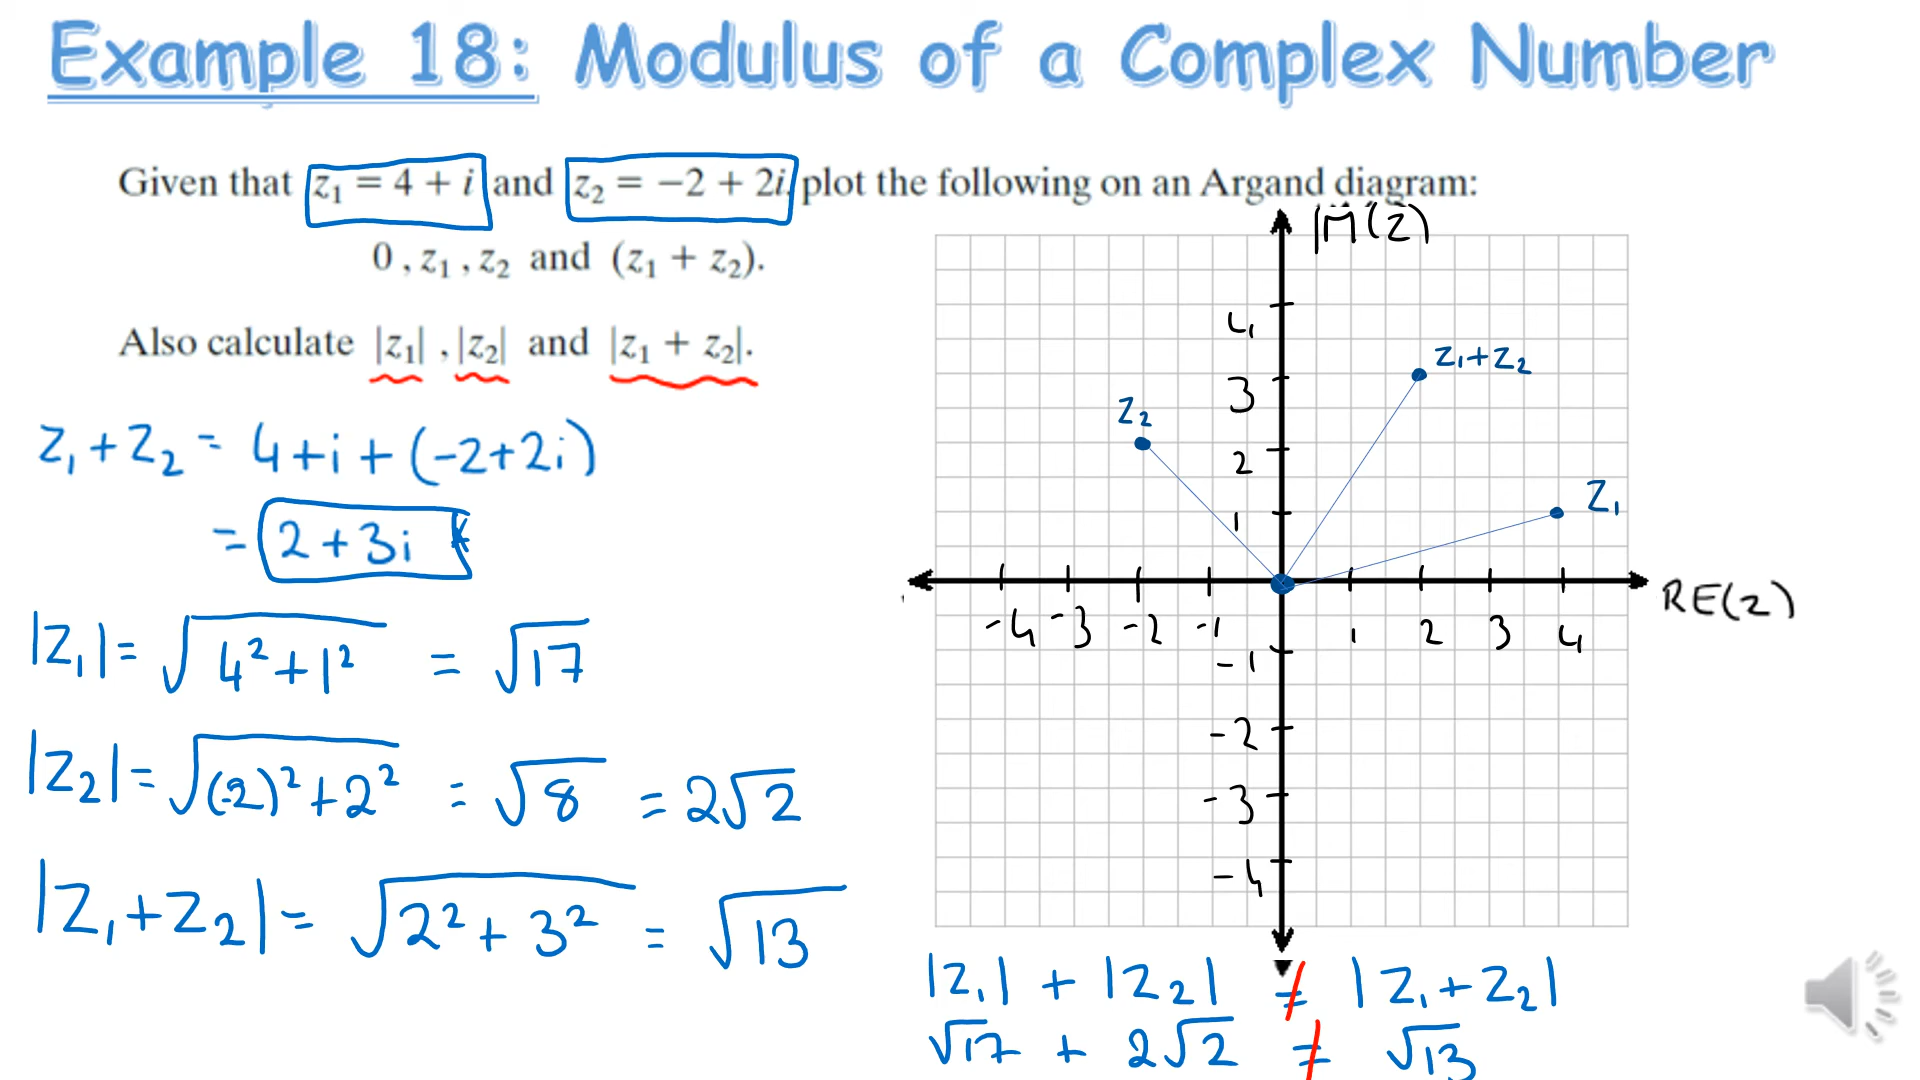 Example 18: Modulus of a Complex Number
Given that z₁ = 4 + i and z₂ = −2 + 2i, plot the following on an Argand diagram:
0 , z₁ , z₂ and (z₁ + z₂).
Also calculate |z₁| , |z₂| and |z₁ + z₂|.
z₁ + z₂ = 4+i + (-2+2i)
= 2+3i
|z₁| = √(4² + 1²) = √17
|z₂| = √((-2)² + 2²) = √8 = 2√2
|z₁+z₂| = √(2² + 3²) = √13
IM(z)
4
3
2
1
z₁+z₂
z₂
z₁
RE(z)
-4 -3 -2 -1 1 2 3 4
-1
-2
-3
-4
|z₁| + |z₂| ≠ |z₁+z₂|
√17 + 2√2 ≠ √13